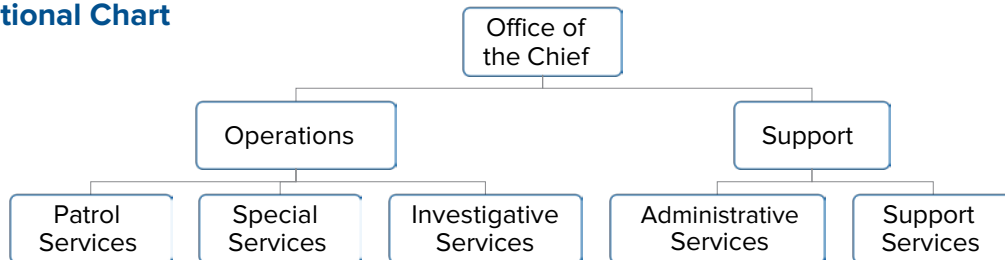 tional Chart
Office of
the Chief
Operations
Support
Patrol
Services
Special
Services
Investigative
Services
Administrative
Services
Support
Services